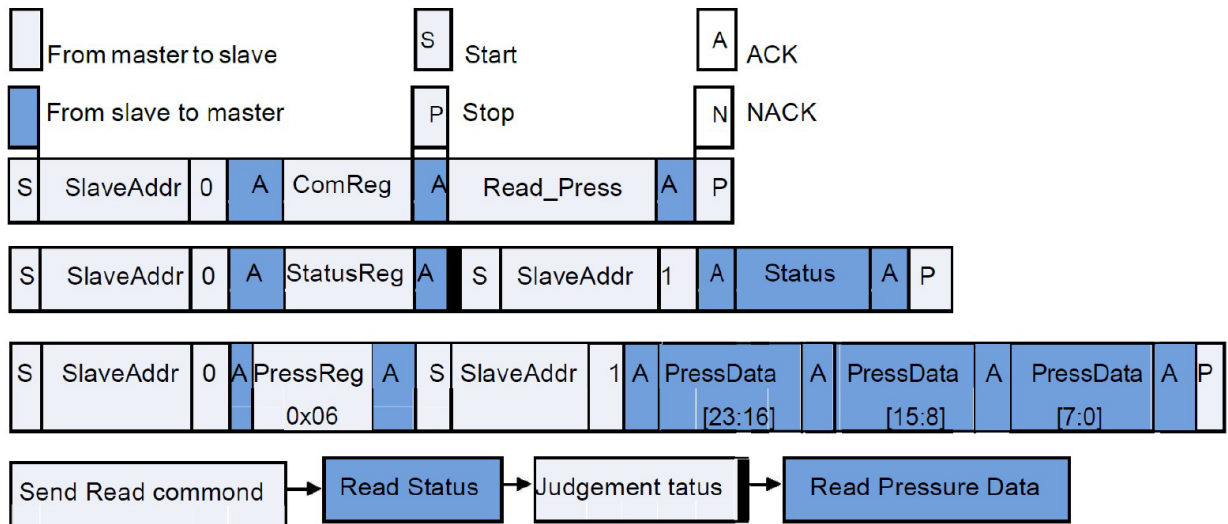 From master to slave S Start A ACK
From slave to master P Stop N NACK
S SlaveAddr 0 A ComReg A Read_Press A P
S SlaveAddr 0 A StatusReg A S SlaveAddr 1 A Status A P
S SlaveAddr 0 A PressReg A S SlaveAddr 1 A PressData A PressData A PressData A P
0x06 [23:16] [15:8] [7:0]
Send Read commond Read Status Judgement tatus Read Pressure Data